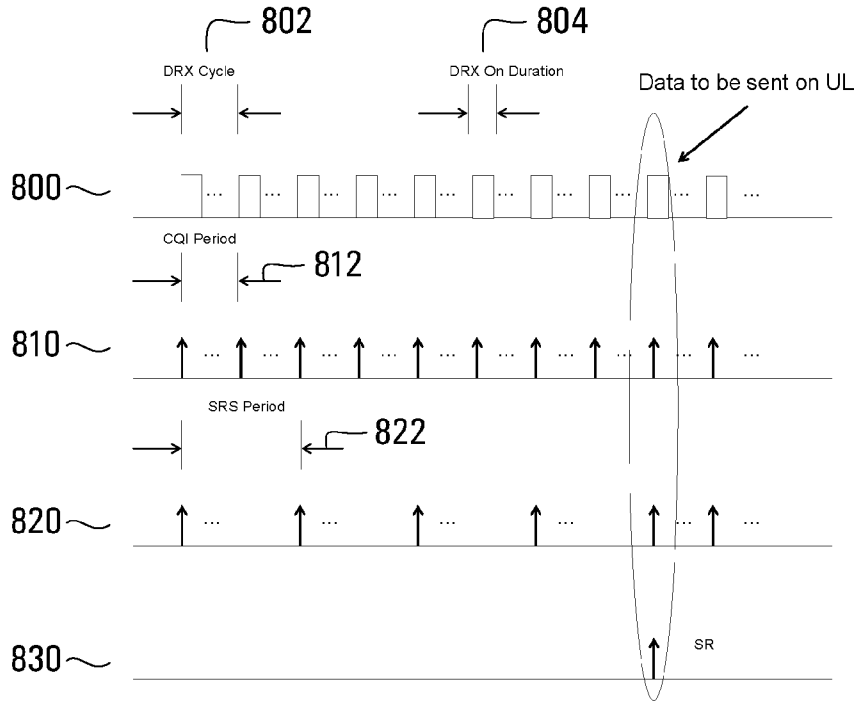 802
804
DRX Cycle
DRX On Duration
Data to be sent on UL
800
... ... ... ... ... ... ... ... ... ...
CQI Period
812
810
... ... ... ... ... ... ... ... ... ...
SRS Period
822
820
... ... ... ... ... ...
SR
830